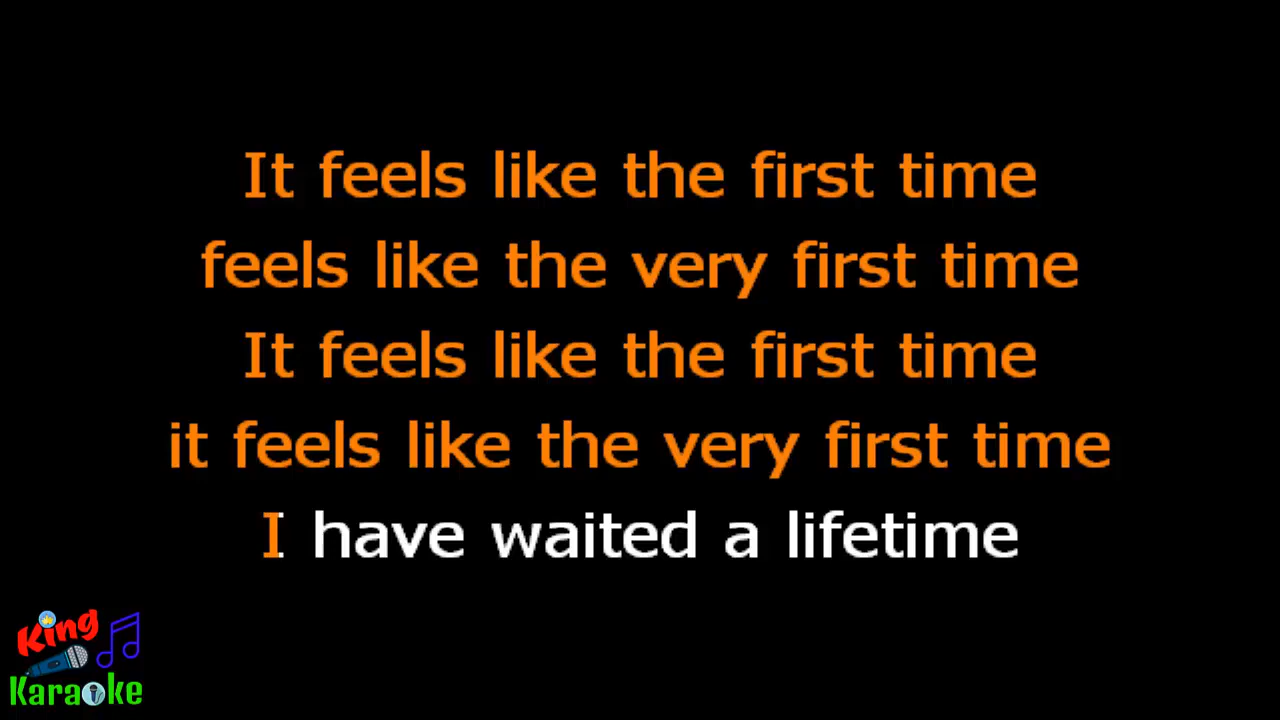 It feels like the first time
feels like the very first time
It feels like the first time
it feels like the very first time
I have waited a lifetime
King
Karaoke